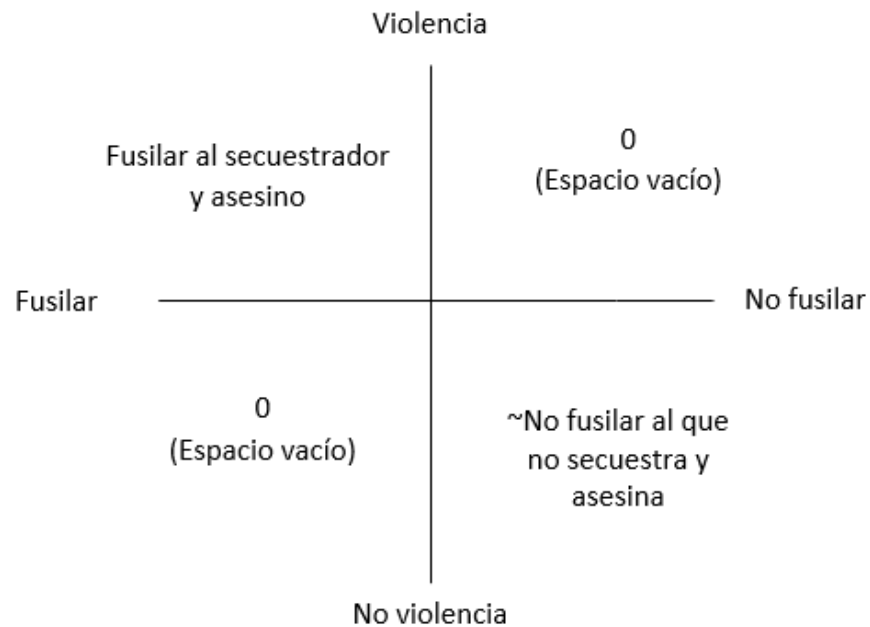 Violencia
Fusilar al secuestrador
y asesino
0
(Espacio vacío)
Fusilar
No fusilar
0
(Espacio vacío)
~No fusilar al que
no secuestra y
asesina
No violencia